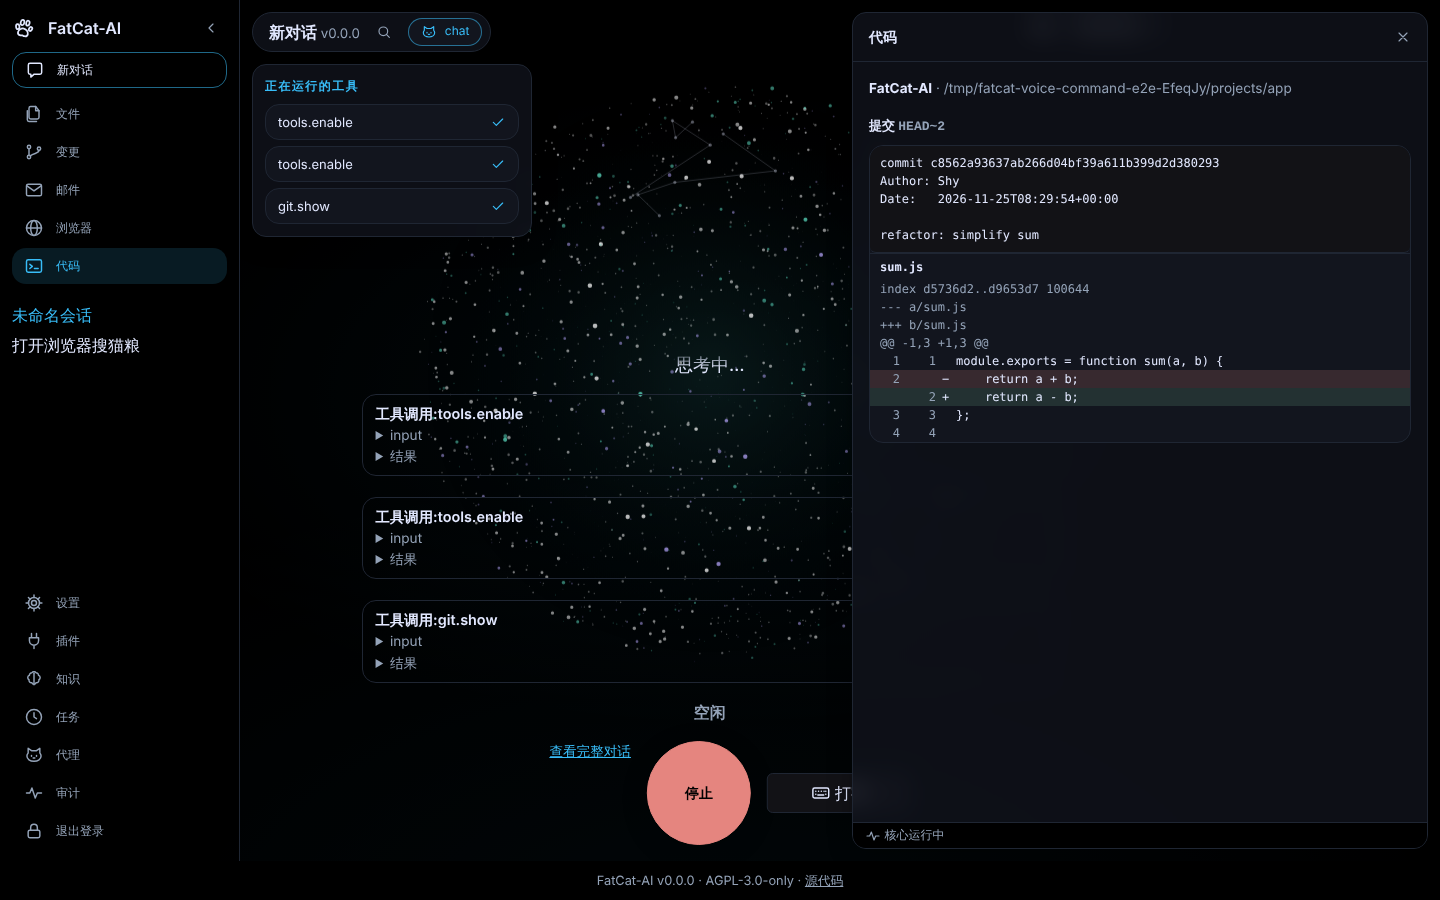 FatCat-AI
新对话
文件
变更
邮件
浏览器
代码
未命名会话
打开浏览器搜猫粮
设置
插件
知识
任务
代理
审计
退出登录
新对话 v0.0.0
chat
正在运行的工具
tools.enable
tools.enable
git.show
思考中...
工具调用:tools.enable
input
结果
工具调用:tools.enable
input
结果
工具调用:git.show
input
结果
空闲
查看完整对话
停止
打
代码
FatCat-AI · /tmp/fatcat-voice-command-e2e-EfeqJy/projects/app
提交 HEAD~2
commit c8562a93637ab266d04bf39a611b399d2d380293
Author: Shy
Date:   2026-11-25T08:29:54+00:00
refactor: simplify sum
sum.js
index d5736d2..d9653d7 100644
--- a/sum.js
+++ b/sum.js
@@ -1,3 +1,3 @@
1 1 module.exports = function sum(a, b) {
2 −     return a + b;
2 +     return a - b;
3 3 };
4 4
核心运行中
FatCat-AI v0.0.0 · AGPL-3.0-only · 源代码